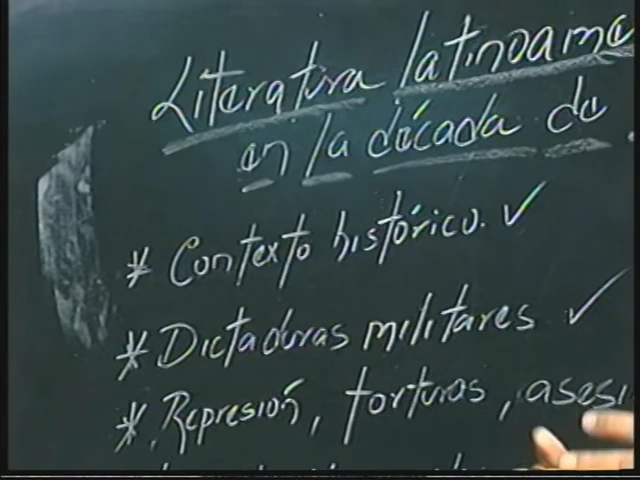 Literatura latinoame
en la década de
* Contexto histórico. ✓
* Dictaduras militares ✓
* Represión, torturas, asesi